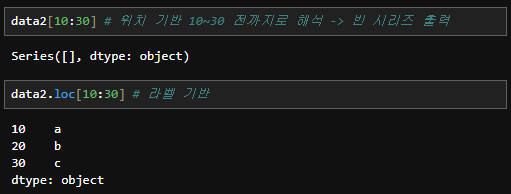 data2[10:30] # 위치 기반 10~30 전까지로 해석 -> 빈 시리즈 출력
Series([], dtype: object)
data2.loc[10:30] # 라벨 기반
10    a
20    b
30    c
dtype: object